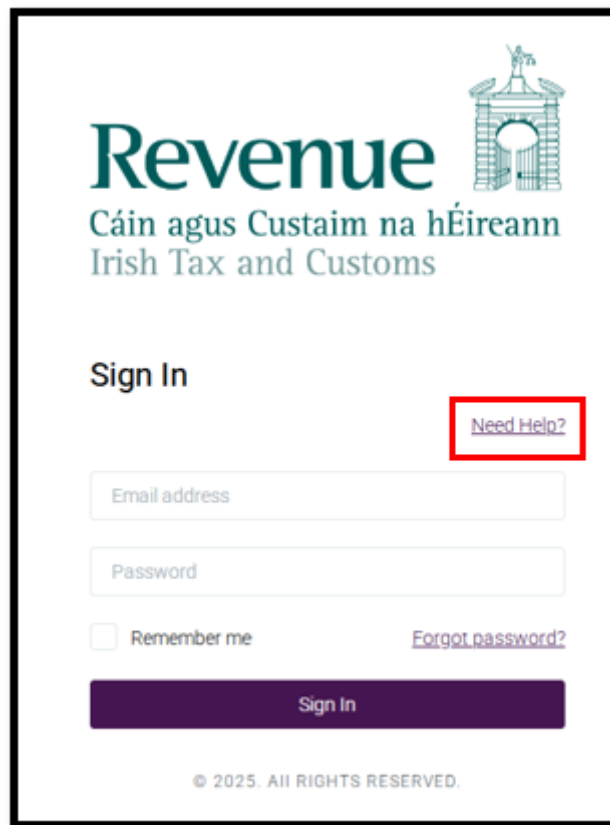 Revenue
Cáin agus Custaim na hÉireann
Irish Tax and Customs
Sign In
Need Help?
Email address
Password
Remember me
Forgot password?
Sign In
© 2025. All RIGHTS RESERVED.